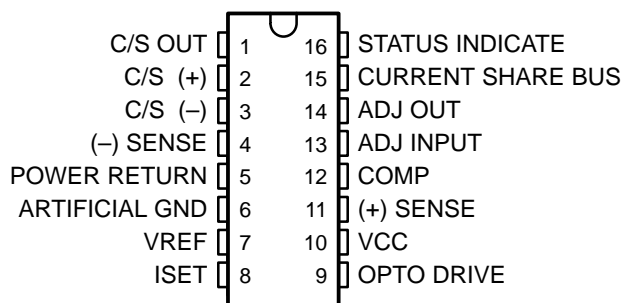 C/S OUT 1 16 STATUS INDICATE
C/S (+) 2 15 CURRENT SHARE BUS
C/S (–) 3 14 ADJ OUT
(–) SENSE 4 13 ADJ INPUT
POWER RETURN 5 12 COMP
ARTIFICIAL GND 6 11 (+) SENSE
VREF 7 10 VCC
ISET 8 9 OPTO DRIVE